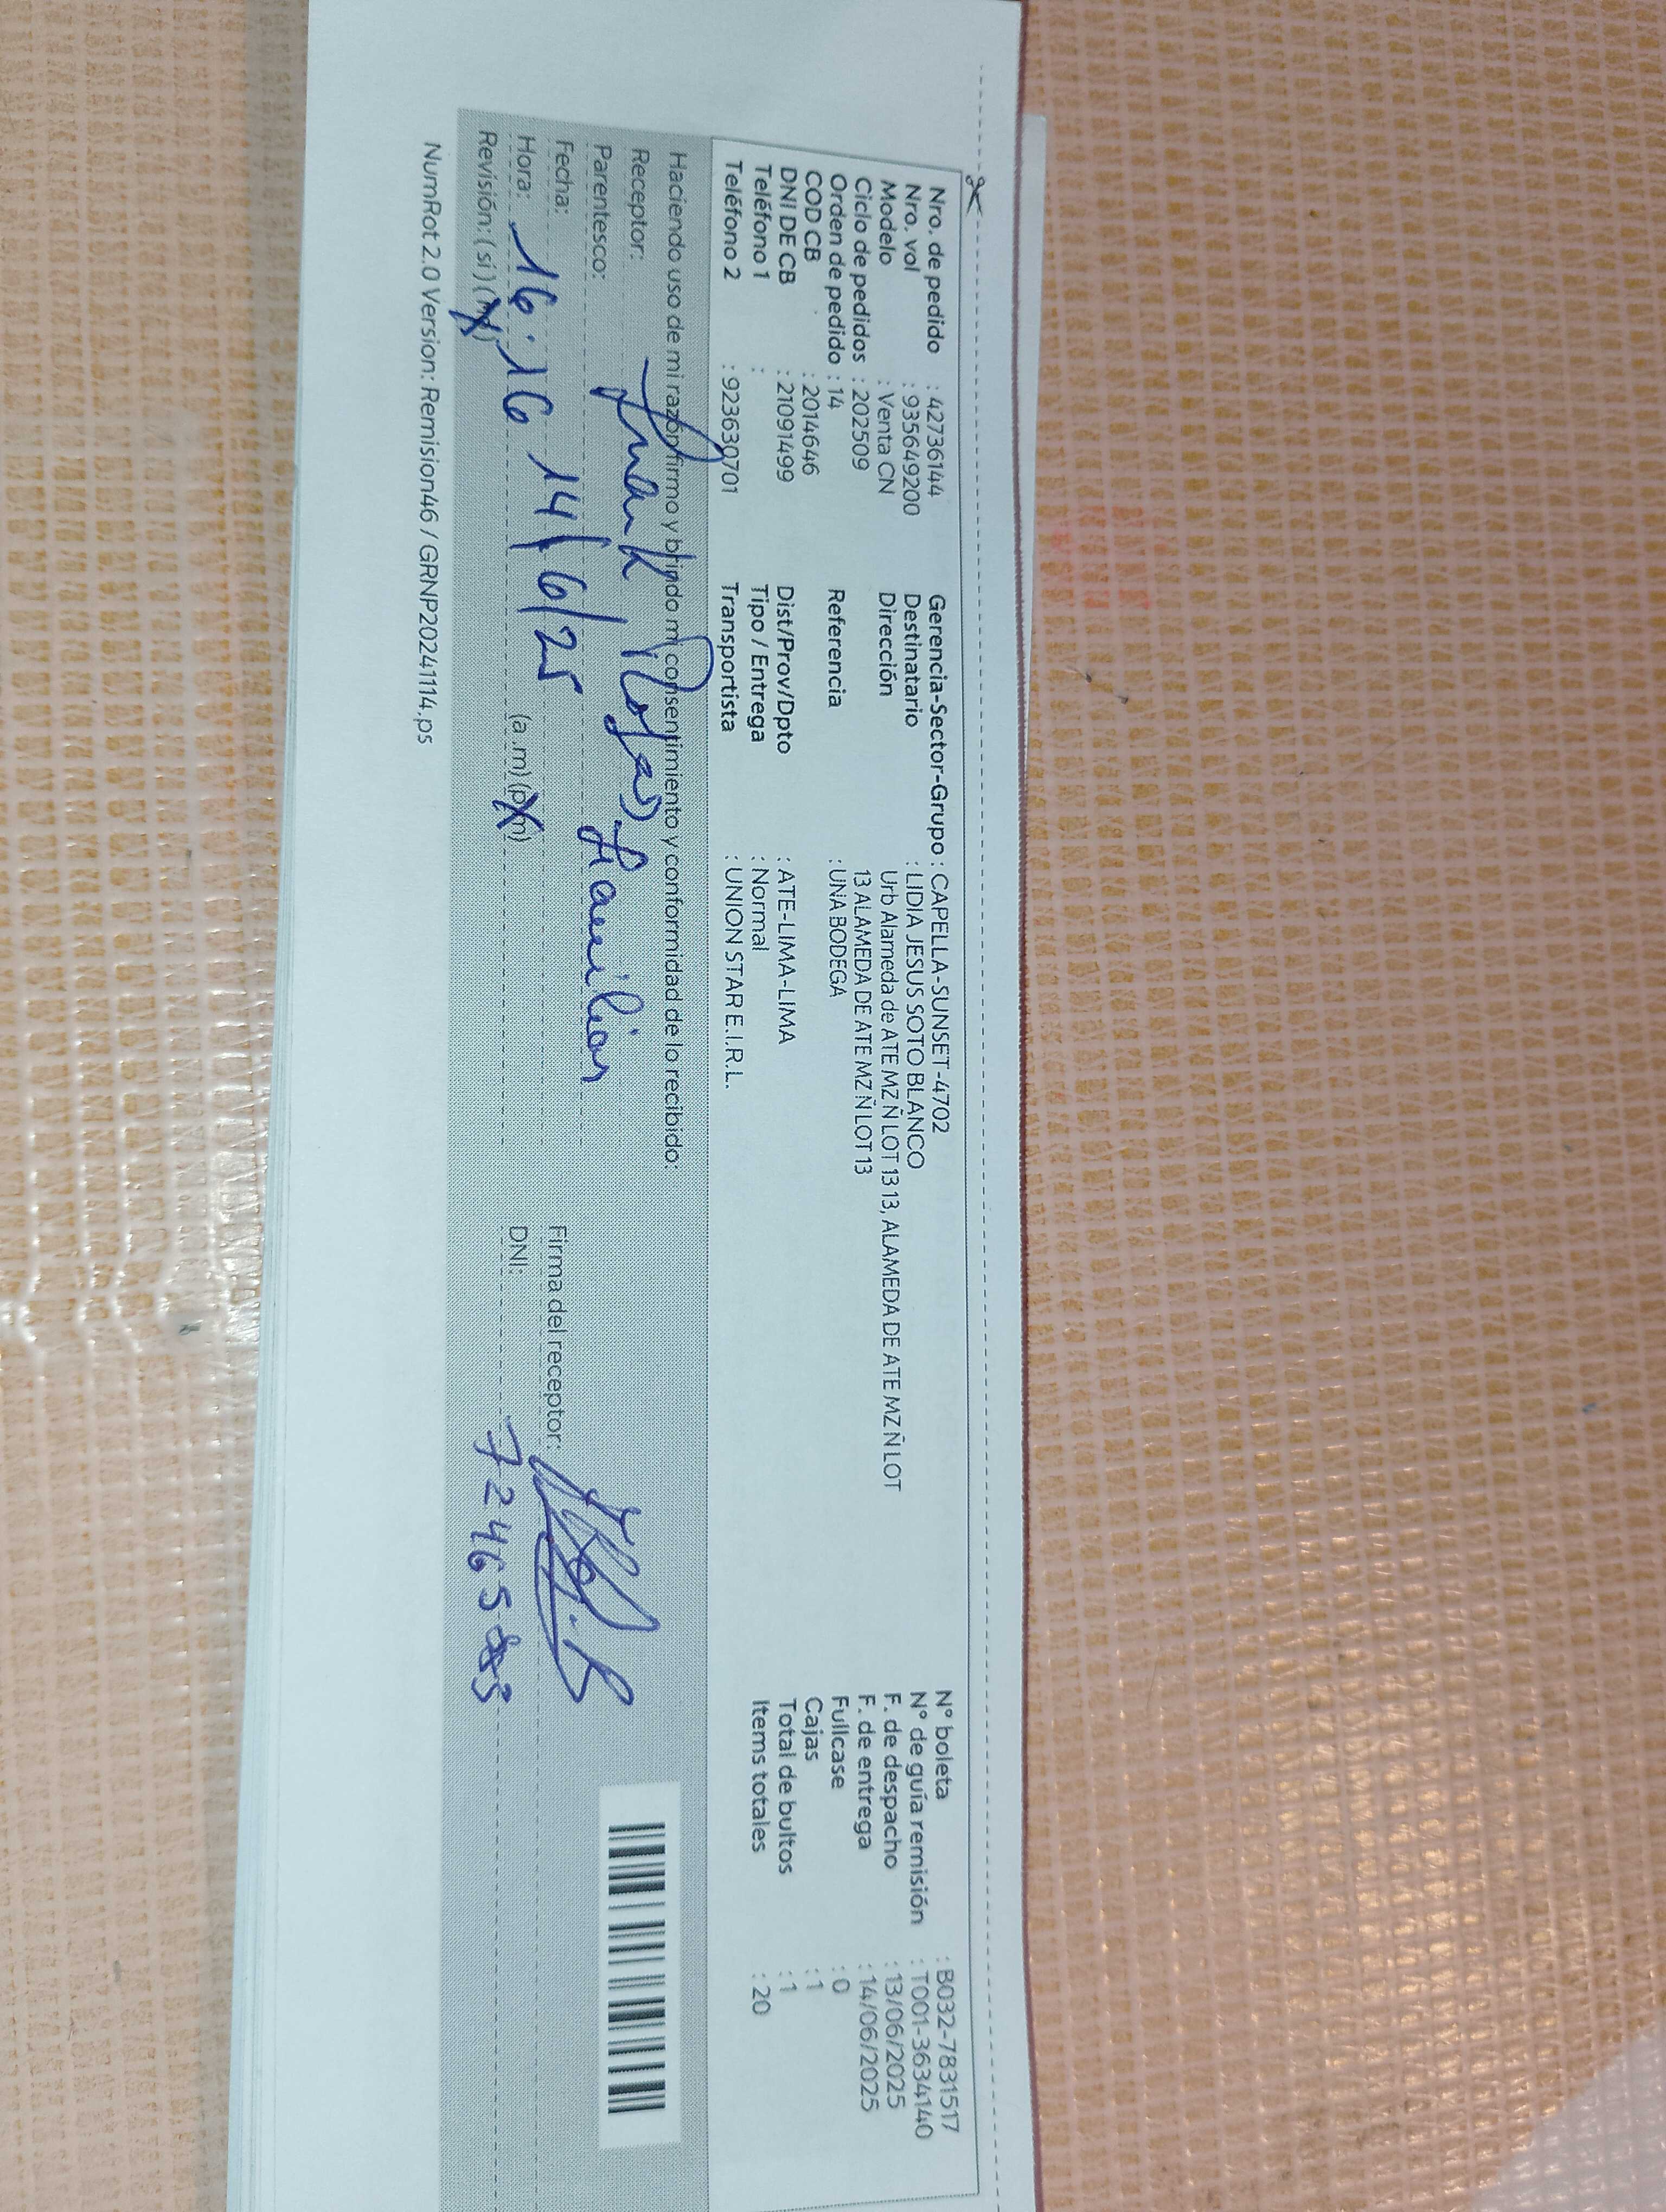 Nro. de pedido : 42736144
Nro. vol : 935649200
Modelo : Venta CN
Ciclo de pedidos : 202509
Orden de pedido : 14
COD CB : 2014646
DNI DE CB : 21091499
Teléfono 1 :
Teléfono 2 : 923630701
Gerencia-Sector-Grupo : CAPELLA-SUNSET-4702
Destinatario : LIDIA JESUS SOTO BLANCO
Dirección : Urb Alameda de ATE MZ Ñ LOT 13 13, ALAMEDA DE ATE MZ Ñ LOT
13 ALAMEDA DE ATE MZ Ñ LOT 13
Referencia : UNA BODEGA
Dist/Prov/Dpto : ATE-LIMA-LIMA
Tipo / Entrega : Normal
Transportista : UNION STAR E.I.R.L.
N° boleta : B032-7831517
N° de guía remisión : T001-3634140
F. de despacho : 13/06/2025
F. de entrega : 14/06/2025
Fullcase : 0
Cajas : 1
Total de bultos : 1
Items totales : 20
Haciendo uso de mi razón firmo y brindo mi consentimiento y conformidad de lo recibido:
Receptor: Frank Rojas
Parentesco: Familiar
Fecha: 14/6/25
Hora: 16:16 (a.m) (pm)
Revisión: (si) (no)
Firma del receptor:
DNI:
NumRot 2.0 Version: Remision46 / GRNP20241114.ps